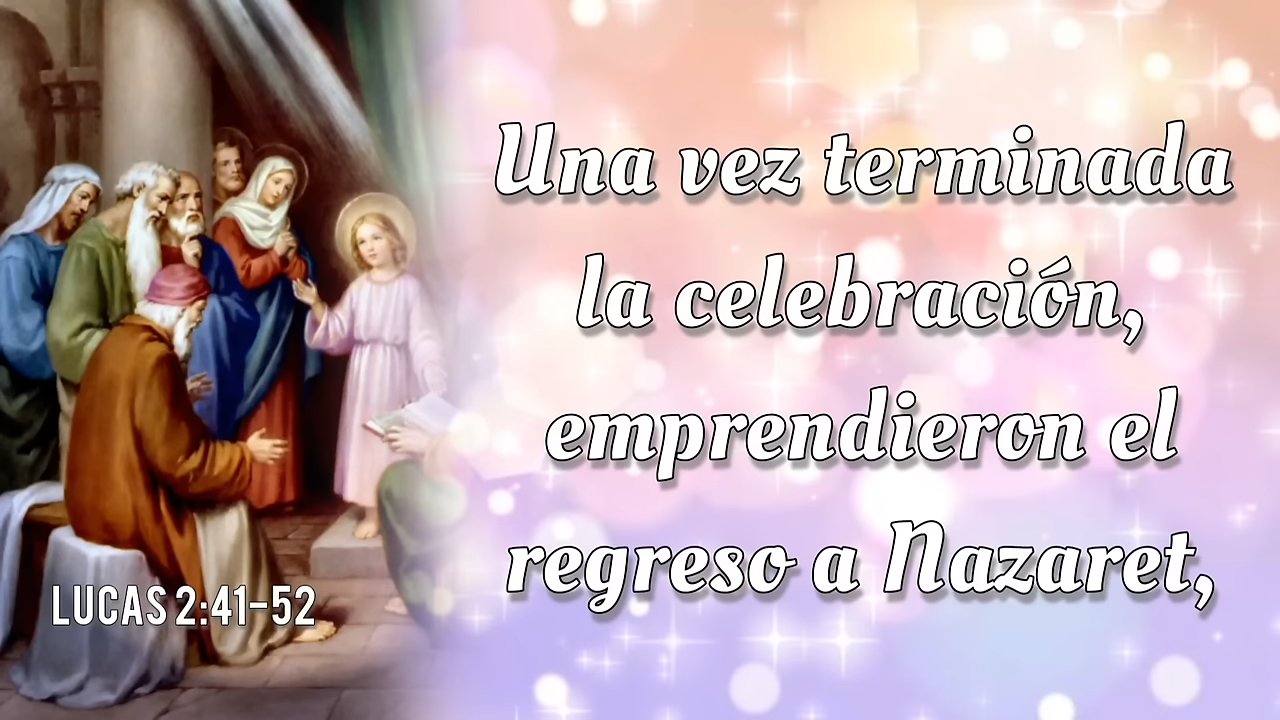 Una vez terminada
la celebración,
emprendieron el
regreso a Nazaret,
LUCAS 2:41-52